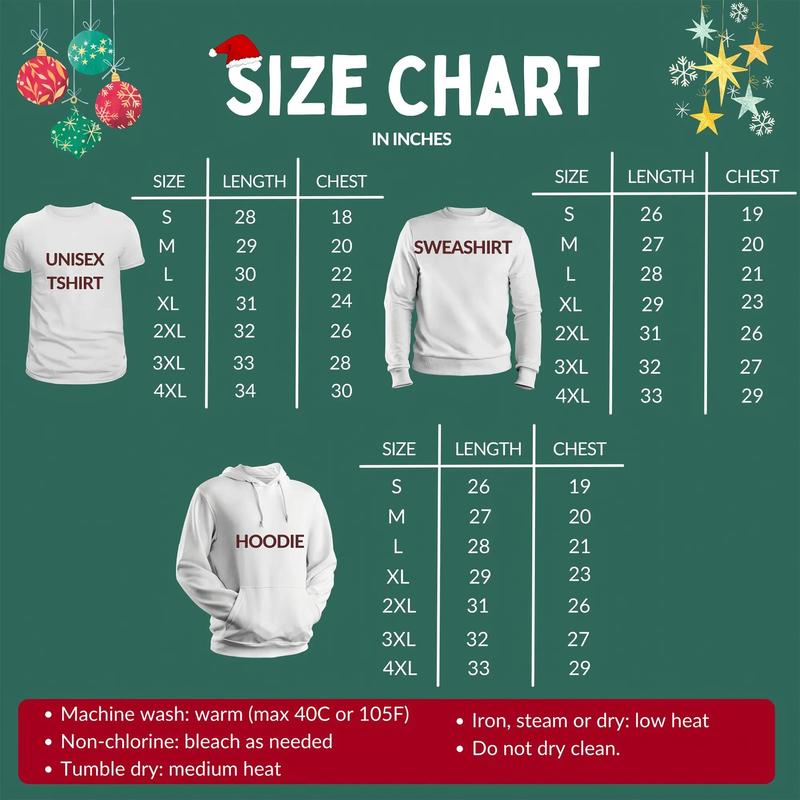 SIZE CHART
IN INCHES
UNISEX
TSHIRT
SIZE LENGTH CHEST
S 28 18
M 29 20
L 30 22
XL 31 24
2XL 32 26
3XL 33 28
4XL 34 30
SWEASHIRT
SIZE LENGTH CHEST
S 26 19
M 27 20
L 28 21
XL 29 23
2XL 31 26
3XL 32 27
4XL 33 29
HOODIE
SIZE LENGTH CHEST
S 26 19
M 27 20
L 28 21
XL 29 23
2XL 31 26
3XL 32 27
4XL 33 29
• Machine wash: warm (max 40C or 105F)
• Non-chlorine: bleach as needed
• Tumble dry: medium heat
• Iron, steam or dry: low heat
• Do not dry clean.